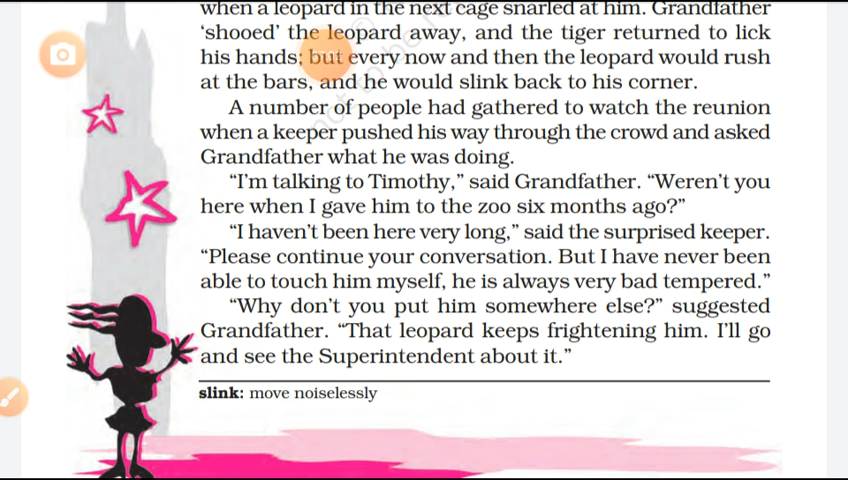 when a leopard in the next cage snarled at him. Grandfather
‘shooed’ the leopard away, and the tiger returned to lick
his hands; but every now and then the leopard would rush
at the bars, and he would slink back to his corner.
A number of people had gathered to watch the reunion
when a keeper pushed his way through the crowd and asked
Grandfather what he was doing.
“I'm talking to Timothy,” said Grandfather. “Weren't you
here when I gave him to the zoo six months ago?”
“I haven't been here very long,” said the surprised keeper.
“Please continue your conversation. But I have never been
able to touch him myself, he is always very bad tempered.”
“Why don't you put him somewhere else?” suggested
Grandfather. “That leopard keeps frightening him. I'll go
and see the Superintendent about it.”
slink: move noiselessly